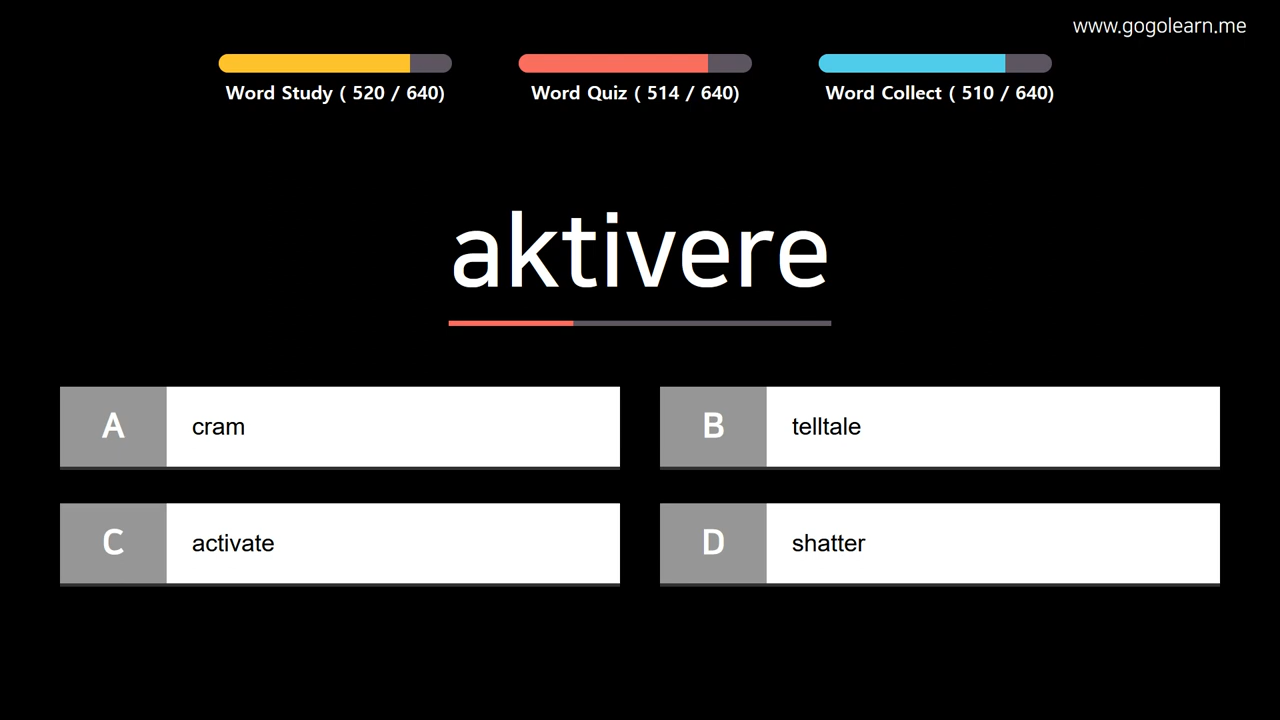 www.gogolearn.me
Word Study ( 520 / 640)
Word Quiz ( 514 / 640)
Word Collect ( 510 / 640)
aktivere
A
cram
B
telltale
C
activate
D
shatter